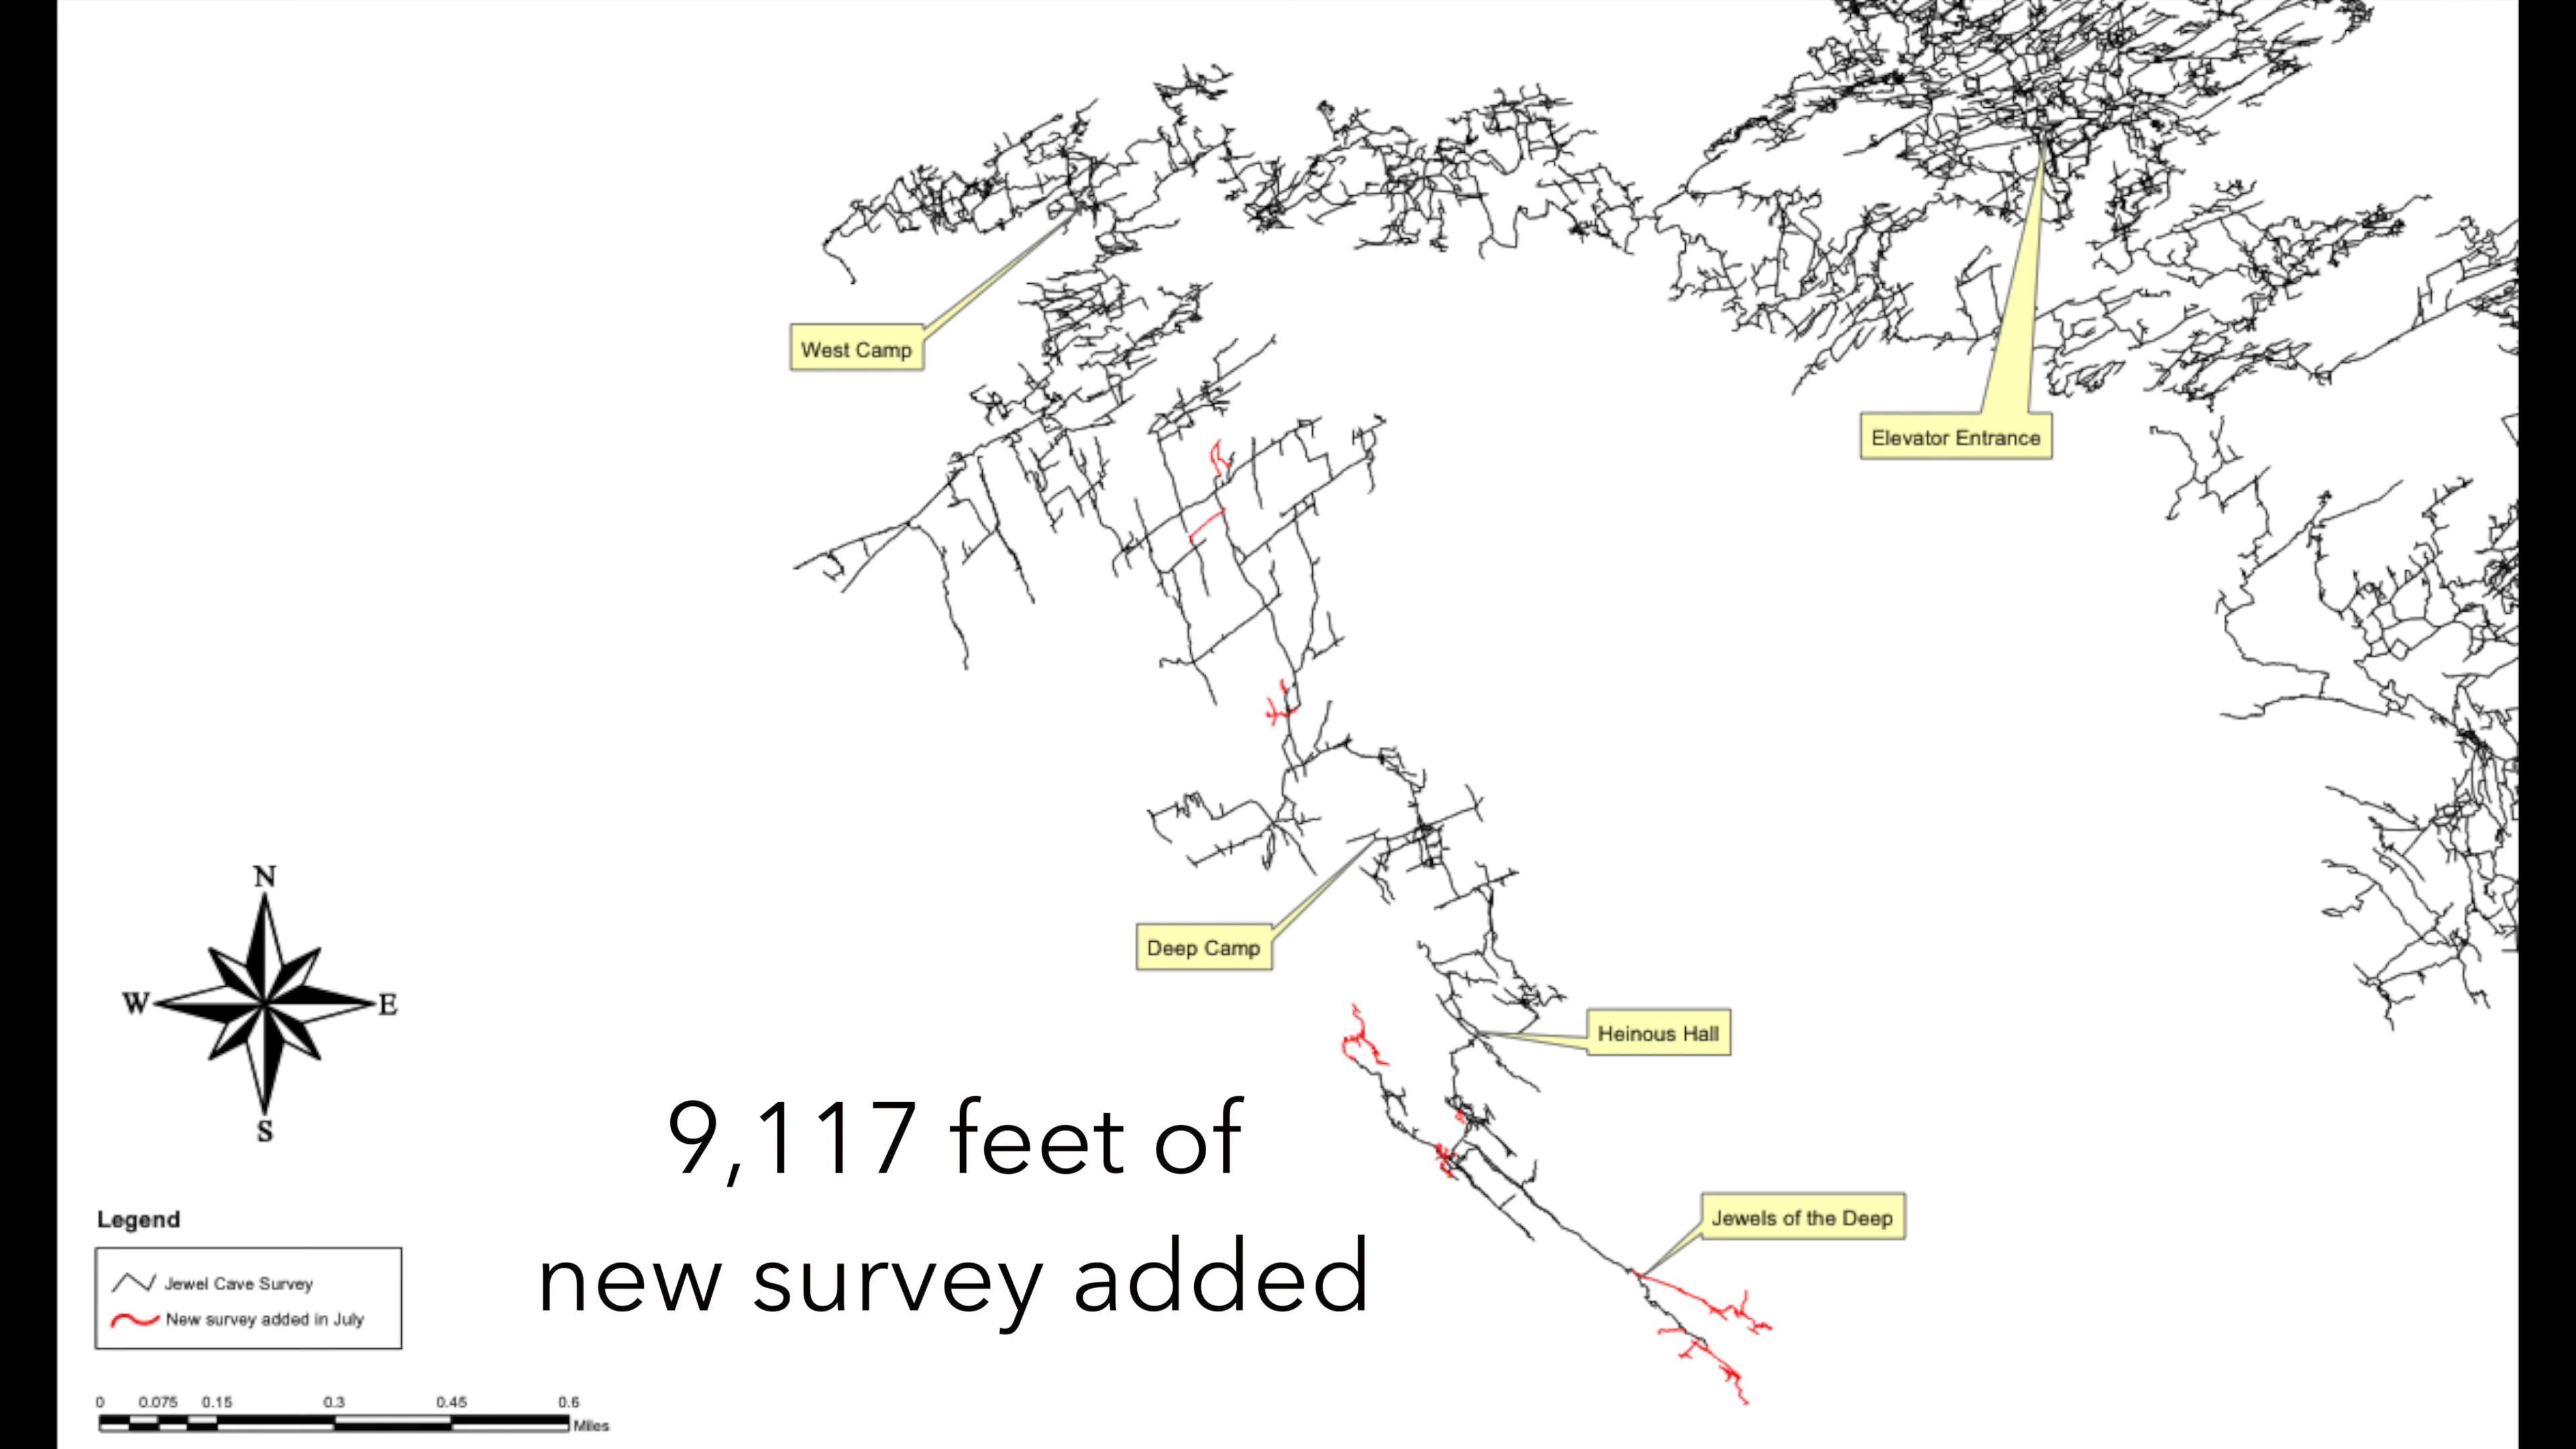 West Camp
Elevator Entrance
Deep Camp
Heinous Hall
Jewels of the Deep
N
W
E
S
9,117 feet of
new survey added
Legend
Jewel Cave Survey
New survey added in July
0 0.075 0.15 0.3 0.45 0.6
Miles